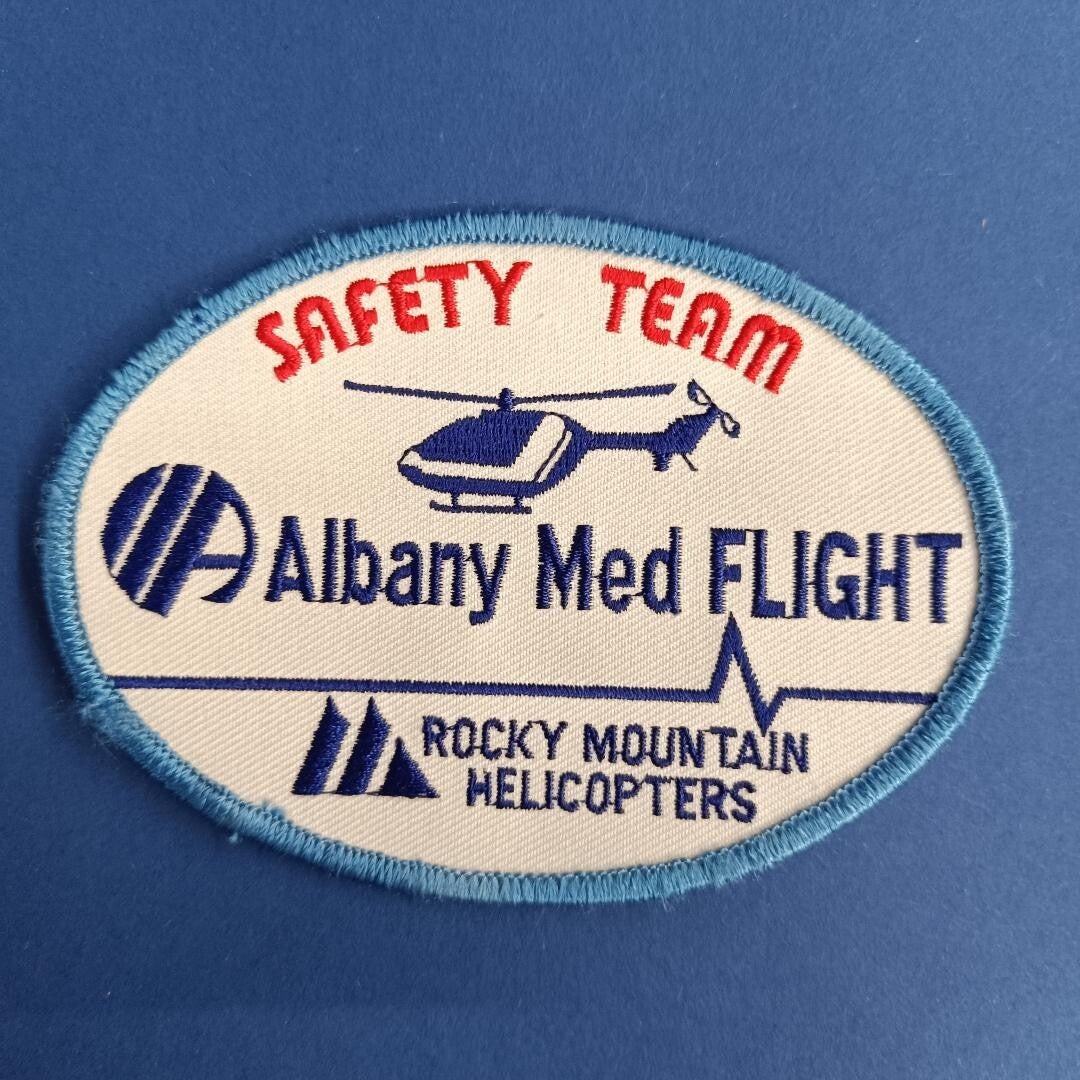 SAFETY TEAM
A Albany Med FLIGHT
ROCKY MOUNTAIN
HELICOPTERS